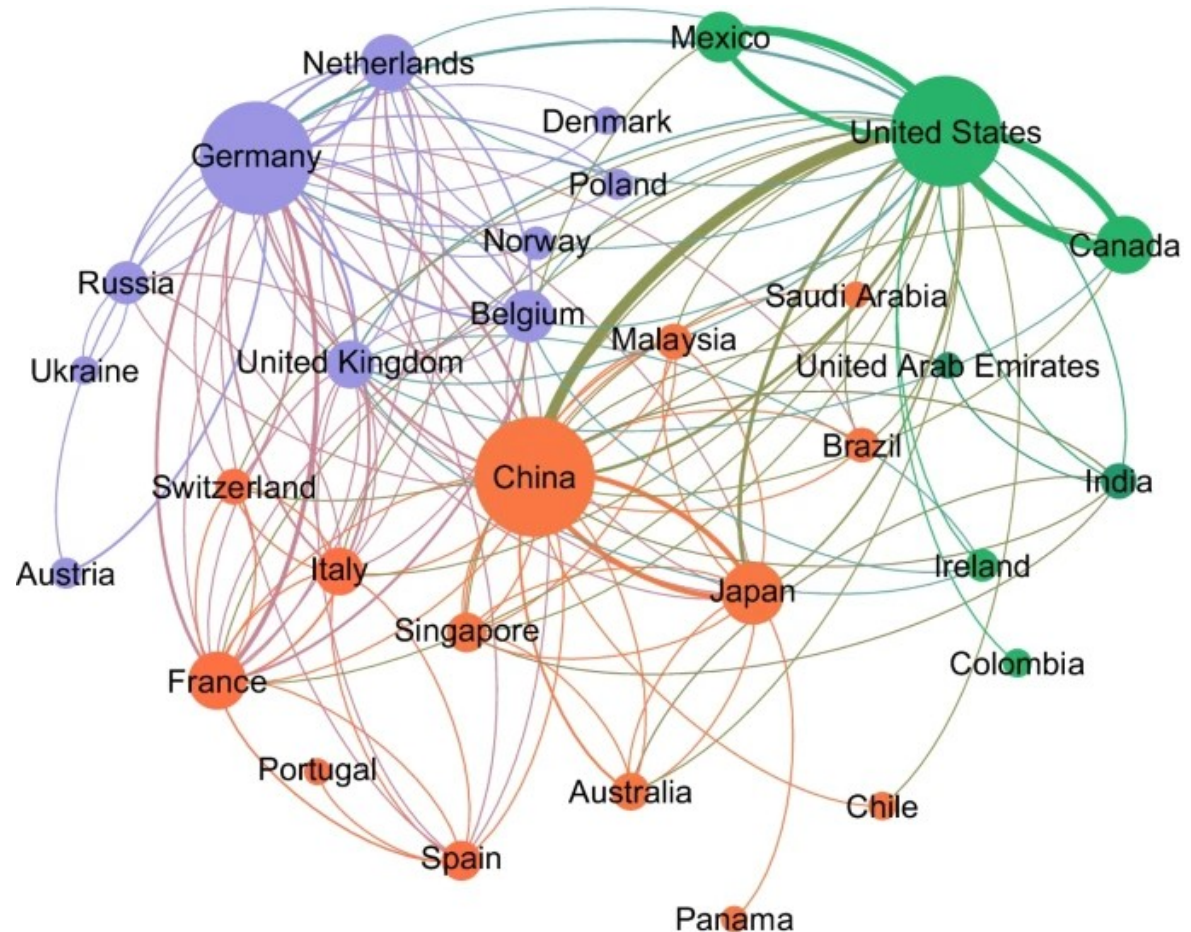 Mexico
Netherlands
Denmark
United States
Germany
Poland
Norway
Canada
Russia
Saudi Arabia
Belgium
Malaysia
United Kingdom
United Arab Emirates
Ukraine
Brazil
China
India
Switzerland
Ireland
Italy
Austria
Japan
Singapore
Colombia
France
Portugal
Australia
Chile
Spain
Panama